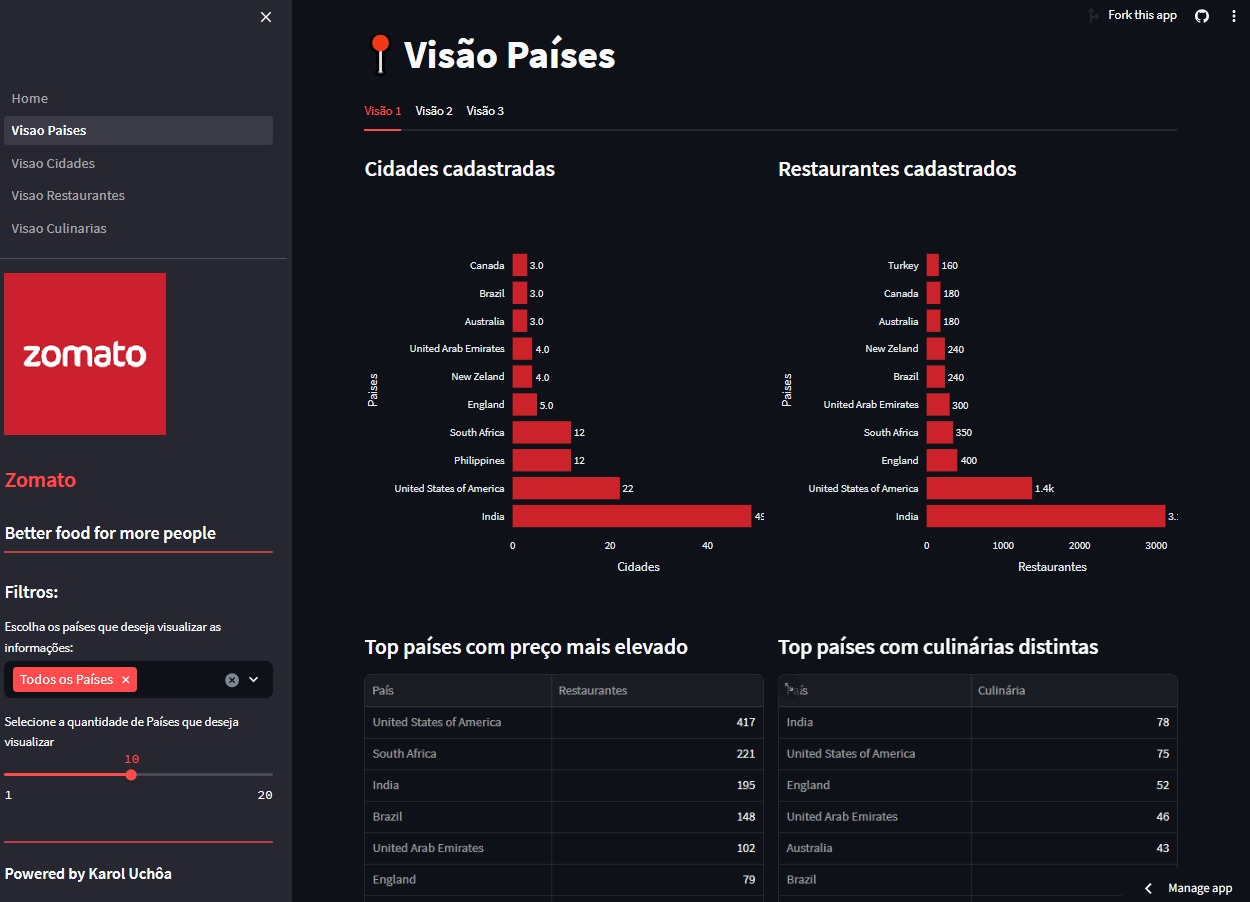 Fork this app
Home
Visao Paises
Visao Cidades
Visao Restaurantes
Visao Culinarias
zomato
Zomato
Better food for more people
Filtros:
Escolha os países que deseja visualizar as
informações:
Todos os Países
Selecione a quantidade de Países que deseja
visualizar
10
1 20
Powered by Karol Uchôa
Visão Países
Visão 1 Visão 2 Visão 3
Cidades cadastradas
Paises
Canada 3.0
Brazil 3.0
Australia 3.0
United Arab Emirates 4.0
New Zeland 4.0
England 5.0
South Africa 12
Philippines 12
United States of America 22
India
0 20 40
Cidades
Restaurantes cadastrados
Paises
Turkey 160
Canada 180
Australia 180
New Zeland 240
Brazil 240
United Arab Emirates 300
South Africa 350
England 400
United States of America 1.4k
India
0 1000 2000 3000
Restaurantes
Top países com preço mais elevado
País Restaurantes
United States of America 417
South Africa 221
India 195
Brazil 148
United Arab Emirates 102
England 79
Top países com culinárias distintas
País Culinária
India 78
United States of America 75
England 52
United Arab Emirates 46
Australia 43
Brazil
Manage app